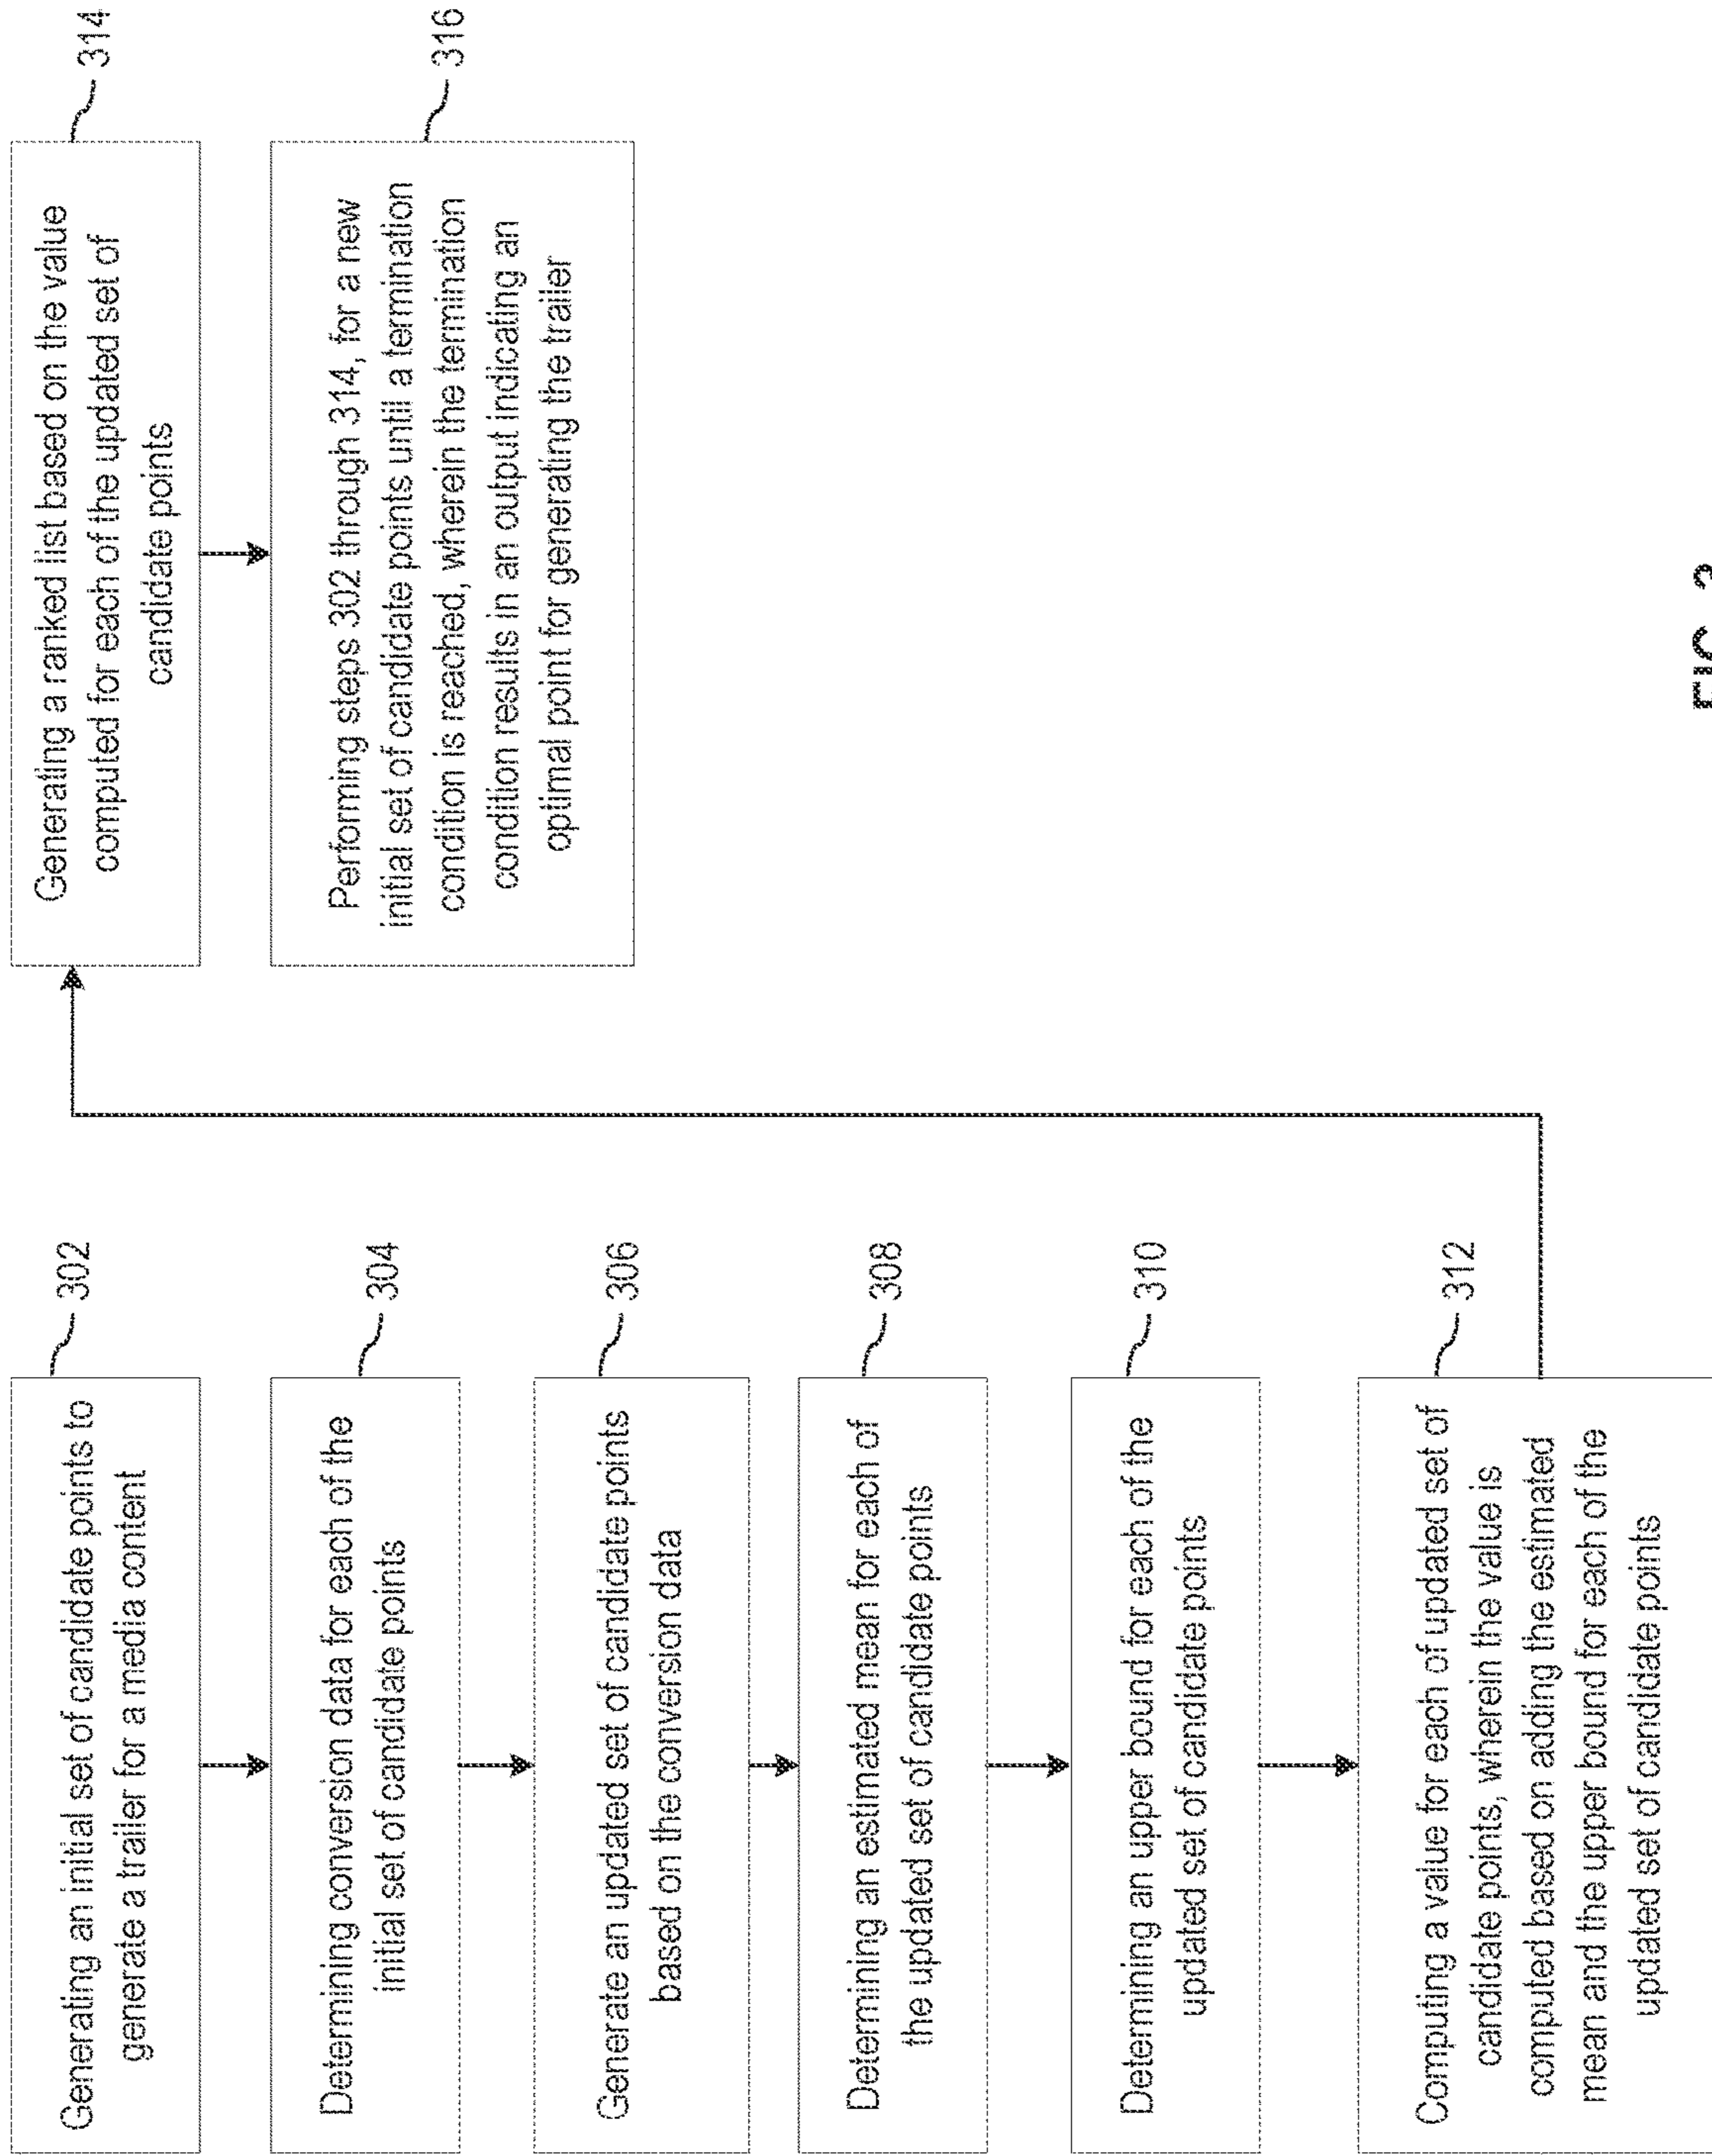 Generating an initial set of candidate points to
generate a trailer for a media content
302
Determining conversion data for each of the
initial set of candidate points
304
Generate an updated set of candidate points
based on the conversion data
306
Determining an estimated mean for each of
the updated set of candidate points
308
Determining an upper bound for each of the
updated set of candidate points
310
Computing a value for each of updated set of
candidate points, wherein the value is
computed based on adding the estimated
mean and the upper bound for each of the
updated set of candidate points
312
Generating a ranked list based on the value
computed for each of the updated set of
candidate points
314
Performing steps 302 through 314, for a new
initial set of candidate points until a termination
condition is reached, wherein the termination
condition results in an output indicating an
optimal point for generating the trailer
316
FIG. 3